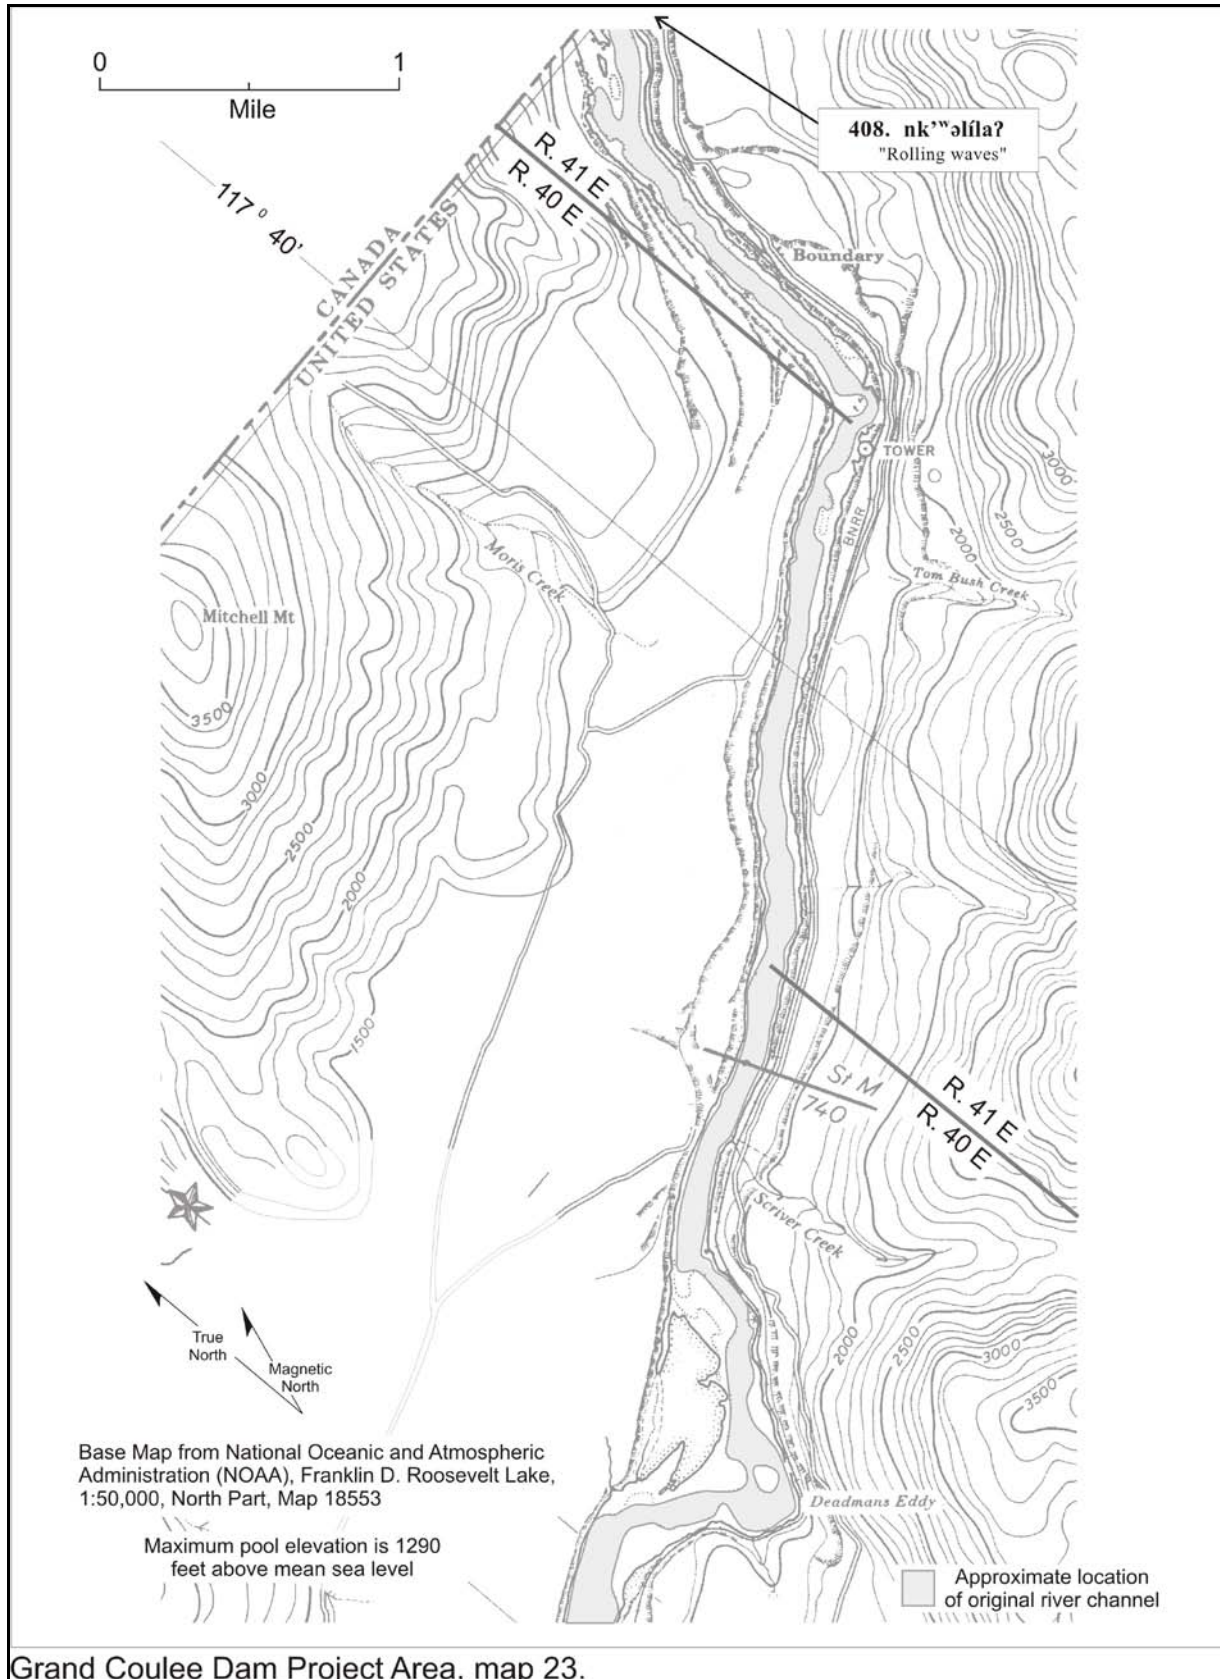 0
1
Mile
408. nk’ʷəlílaʔ
"Rolling waves"
R. 41 E
R. 40 E
117 ⁰ 40'
CANADA
UNITED STATES
Boundary
TOWER
BNRR
3000
2500
2000
Tom Bush Creek
Moris Creek
Mitchell Mt
3500
3000
2500
2000
1500
St M
740
R. 41 E
R. 40 E
Scriver Creek
2000
2500
3000
3500
True
North
Magnetic
North
Base Map from National Oceanic and Atmospheric
Administration (NOAA), Franklin D. Roosevelt Lake,
1:50,000, North Part, Map 18553
Maximum pool elevation is 1290
feet above mean sea level
Deadmans Eddy
Approximate location
of original river channel
Grand Coulee Dam Project Area, map 23.